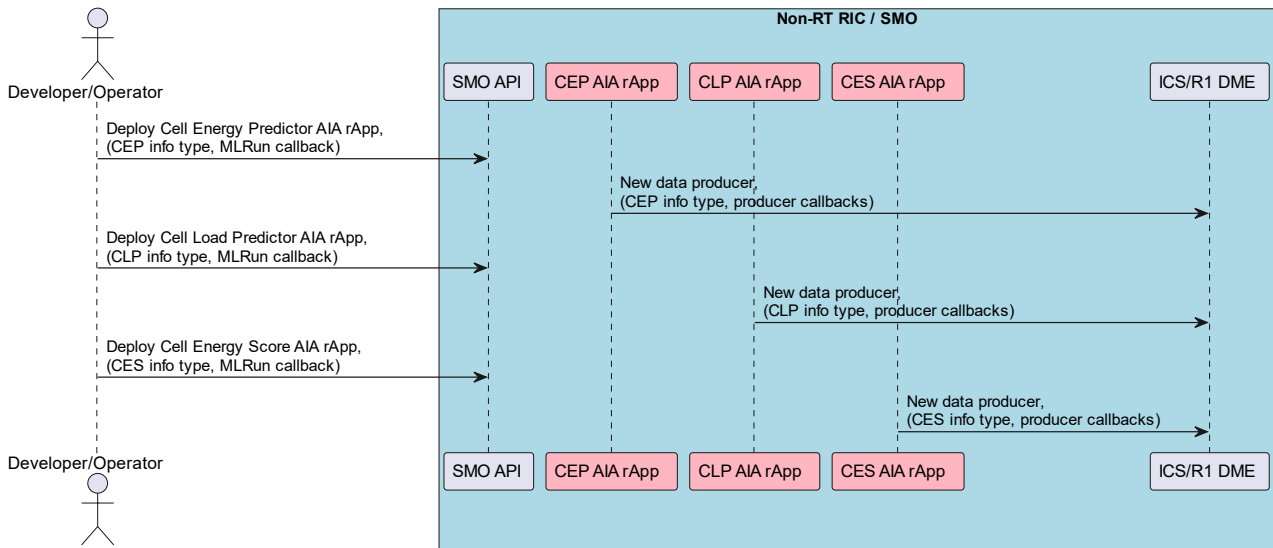 Non-RT RIC / SMO
Developer/Operator
SMO API
CEP AIA rApp
CLP AIA rApp
CES AIA rApp
ICS/R1 DME
Deploy Cell Energy Predictor AIA rApp,
(CEP info type, MLRun callback)
New data producer,
(CEP info type, producer callbacks)
Deploy Cell Load Predictor AIA rApp,
(CLP info type, MLRun callback)
New data producer,
(CLP info type, producer callbacks)
Deploy Cell Energy Score AIA rApp,
(CES info type, MLRun callback)
New data producer,
(CES info type, producer callbacks)
Developer/Operator
SMO API
CEP AIA rApp
CLP AIA rApp
CES AIA rApp
ICS/R1 DME